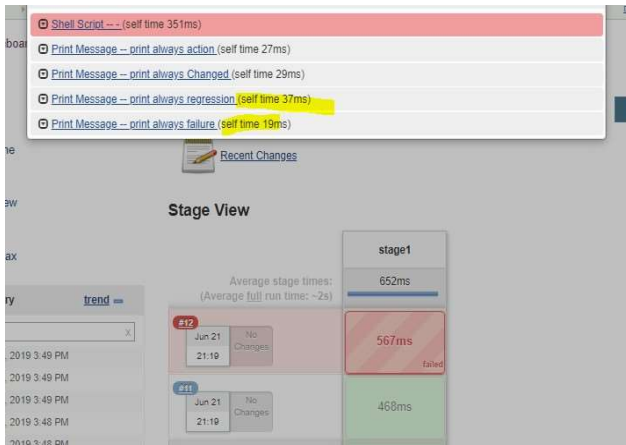 Shell Script -- - (self time 351ms)
Print Message -- print always action (self time 27ms)
Print Message -- print always Changed (self time 29ms)
Print Message -- print always regression (self time 37ms)
Print Message -- print always failure (self time 19ms)
Recent Changes
Stage View
stage1
Average stage times:
(Average full run time: ~2s)
652ms
trend
x
#12
Jun 21
21:19
No
Changes
567ms
failed
, 2019 3:49 PM
, 2019 3:49 PM
#11
Jun 21
21:19
No
Changes
468ms
, 2019 3:48 PM
, 2019 3:48 PM